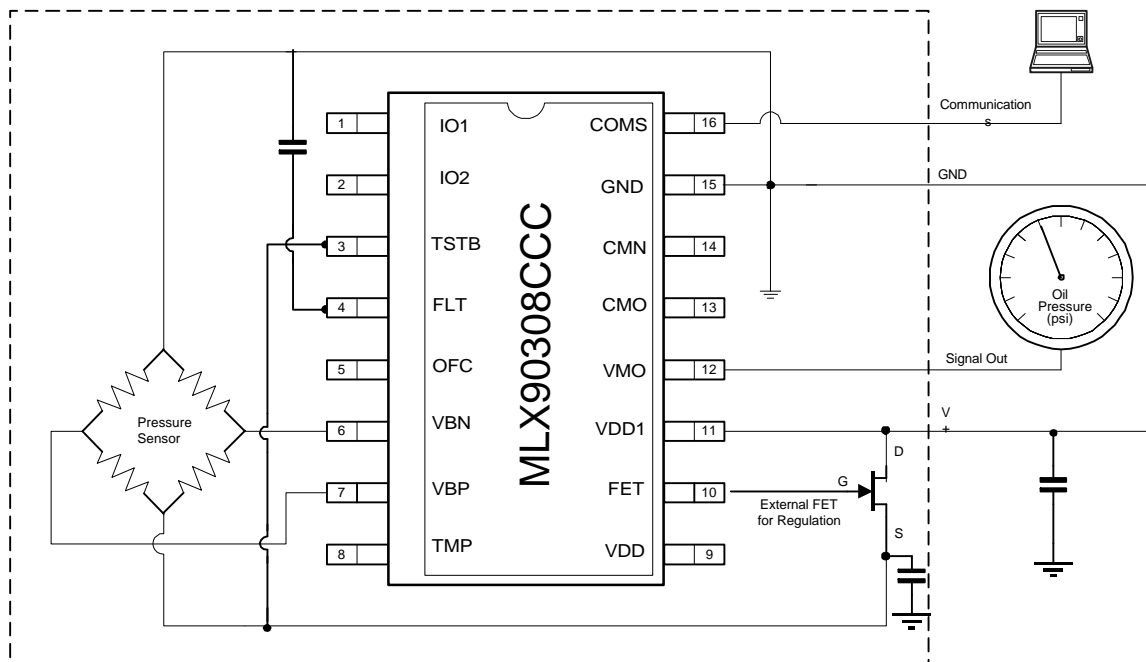 Communication
s
1
IO1
COMS
16
IO2
GND
GND
2
15
3
TSTB
CMN
14
4
FLT
CMO
13
MLX90308CCC
Oil
Pressure
(psi)
5
OFC
VMO
12
Signal Out
Pressure
Sensor
6
VBN
VDD1
11
V
+
D
7
VBP
FET
10
G
External FET
for Regulation
S
8
TMP
VDD
9